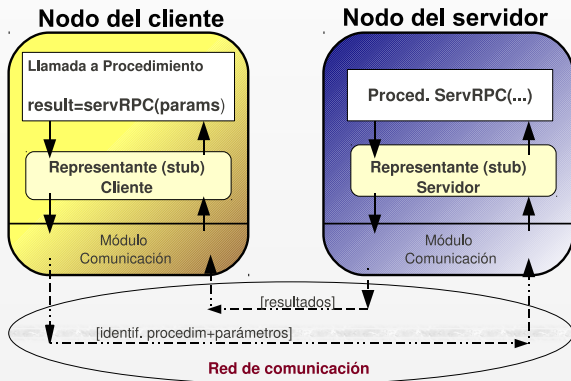 Nodo del cliente
Llamada a Procedimiento
result=servRPC(params)
Representante (stub)
Cliente
Módulo
Comunicación
Nodo del servidor
Proced. ServRPC(...)
Representante (stub)
Servidor
Módulo
Comunicación
[resultados]
[identif. procedim+parámetros]
Red de comunicación